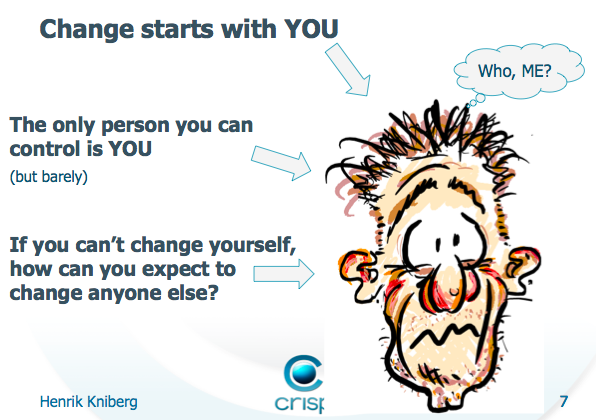 Change starts with YOU
Who, ME?
The only person you can
control is YOU
(but barely)
If you can’t change yourself,
how can you expect to
change anyone else?
Henrik Kniberg
crisp
7